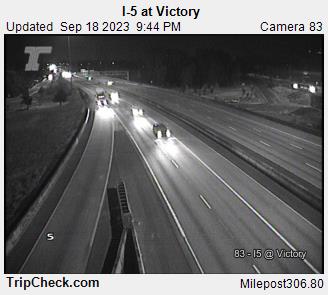 I-5 at Victory
Updated  Sep 18 2023  9:44 PM    Camera 83
S
83 - I5 @ Victory
TripCheck.com    Milepost306.80